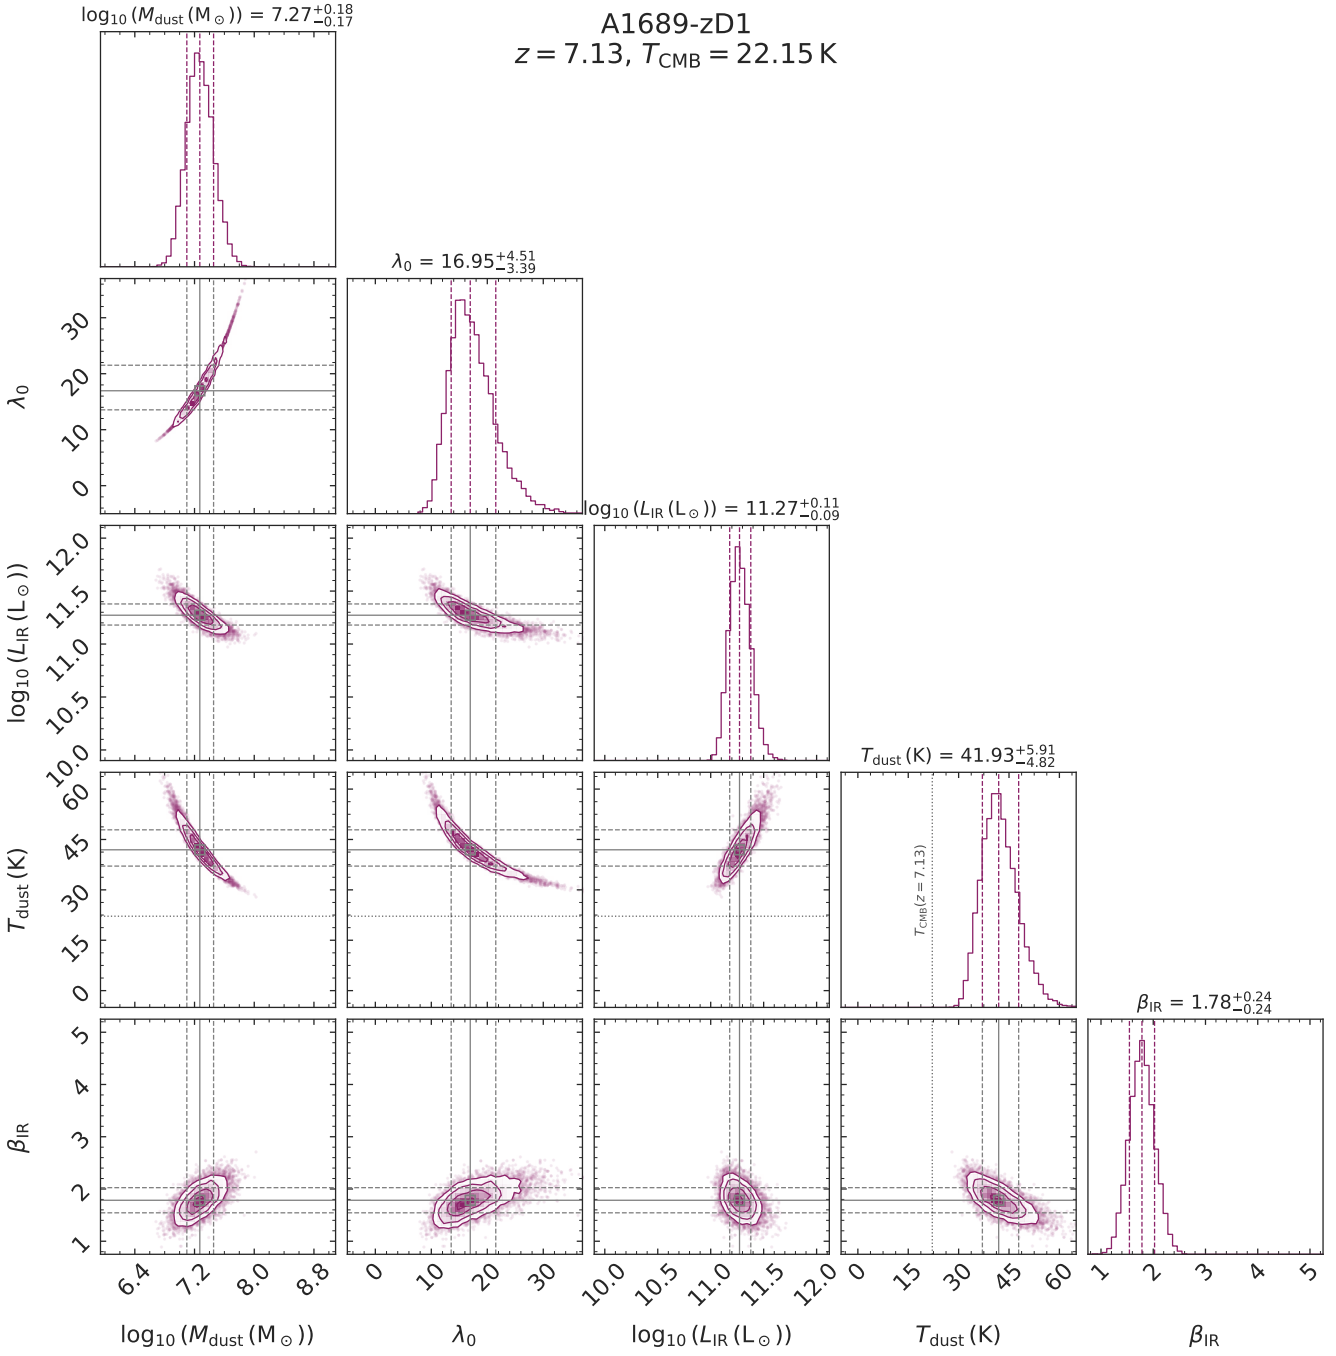 log₁₀ (M_dust (M⊙)) = 7.27 +0.18 −0.17
A1689-zD1
z = 7.13, T_CMB = 22.15 K
λ₀ = 16.95 +4.51 −3.39
30
20
10
0
λ₀
log₁₀ (L_IR (L⊙)) = 11.27 +0.11 −0.09
12.0
11.5
11.0
10.5
10.0
log₁₀ (L_IR (L⊙))
T_dust (K) = 41.93 +5.91 −4.82
60
45
30
15
0
T_dust (K)
T_CMB (z = 7.13)
β_IR = 1.78 +0.24 −0.24
5
4
3
2
1
β_IR
6.4 7.2 8.0 8.8 0 10 20 30 10.0 10.5 11.0 11.5 12.0 0 15 30 45 60 1 2 3 4 5
log₁₀ (M_dust (M⊙)) λ₀ log₁₀ (L_IR (L⊙)) T_dust (K) β_IR